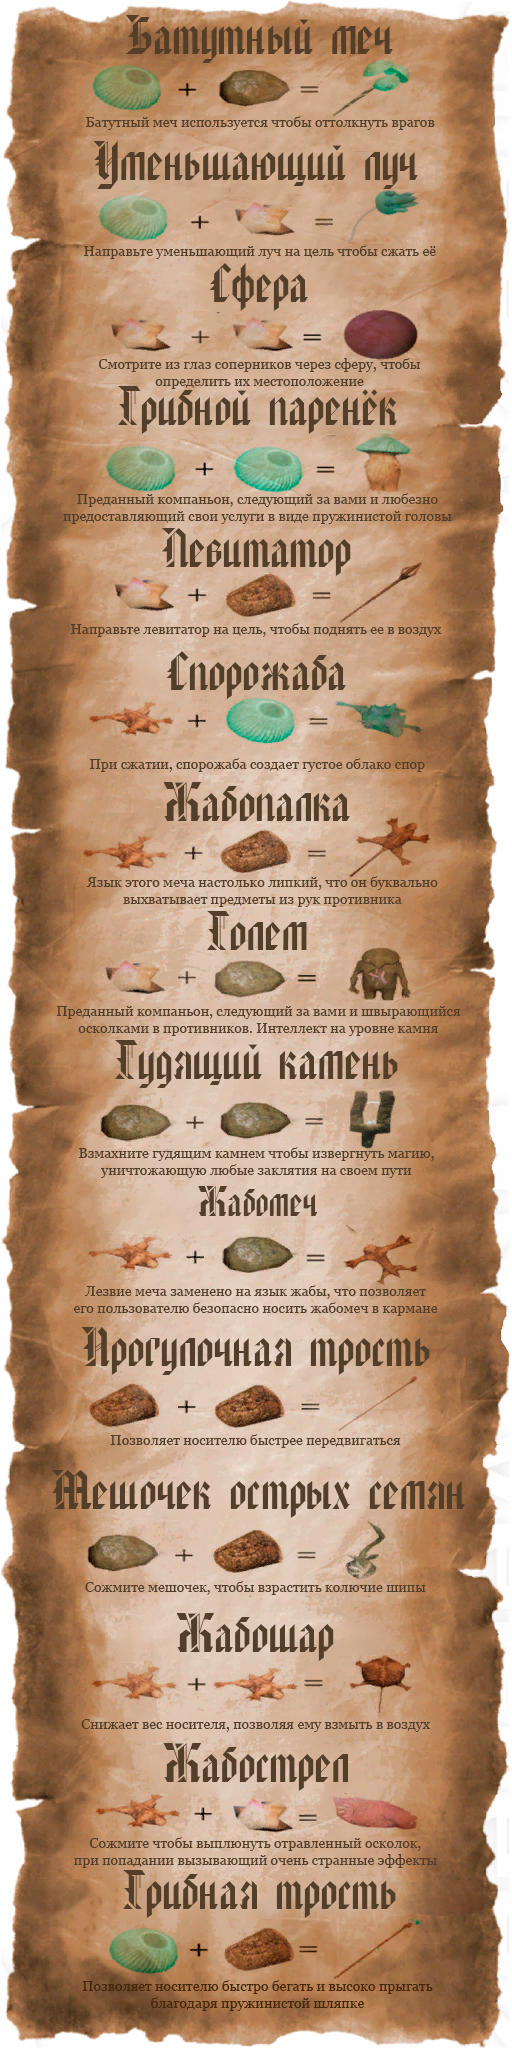 Батутный меч
+ =
Батутный меч используется чтобы оттолкнуть врагов
Уменьшающий луч
+ =
Направьте уменьшающий луч на цель чтобы сжать её
Сфера
+ =
Смотрите из глаз соперников через сферу, чтобы
определить их местоположение
Грибной паренёк
+ =
Преданный компаньон, следующий за вами и любезно
предоставляющий свои услуги в виде пружинистой головы
Левитатор
+ =
Направьте левитатор на цель, чтобы поднять ее в воздух
Спорожаба
+ =
При сжатии, спорожаба создает густое облако спор
Жабопалка
+ =
Язык этого меча настолько липкий, что он буквально
выхватывает предметы из рук противника
Голем
+ =
Преданный компаньон, следующий за вами и швырающийся
осколками в противников. Интеллект на уровне камня
Гудящий камень
+ =
Взмахните гудящим камнем чтобы извергнуть магию,
уничтожающую любые заклятия на своем пути
Жабомеч
+ =
Лезвие меча заменено на язык жабы, что позволяет
его пользователю безопасно носить жабомеч в кармане
Прогулочная трость
+ =
Позволяет носителю быстрее передвигаться
Мешочек острых семян
+ =
Сожмите мешочек, чтобы взрастить колючие шипы
Жабошар
+ =
Снижает вес носителя, позволяя ему взмыть в воздух
Жабострел
+ =
Сожмите чтобы выплюнуть отравленный осколок,
при попадании вызывающий очень странные эффекты
Грибная трость
+ =
Позволяет носителю быстро бегать и высоко прыгать
благодаря пружинистой шляпке